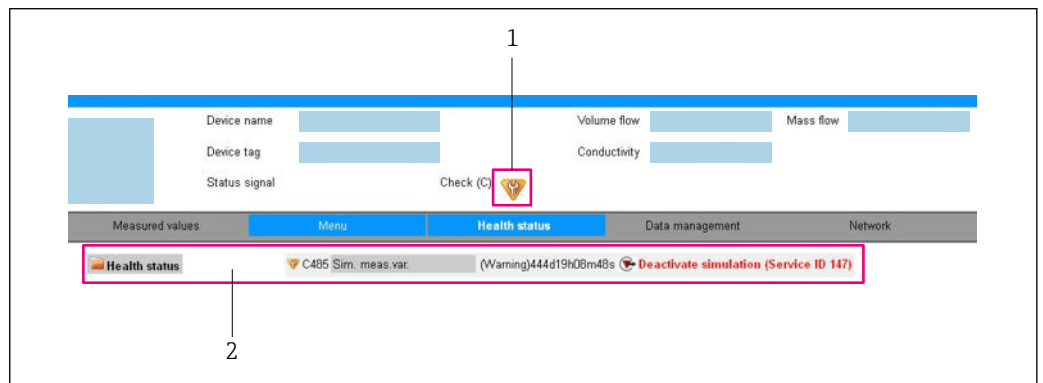 1
Device name Volume flow Mass flow
Device tag Conductivity
Status signal Check (C)
Measured values Menu Health status Data management Network
Health status C485 Sim. meas.var. (Warning)444d19h08m48s Deactivate simulation (Service ID 147)
2